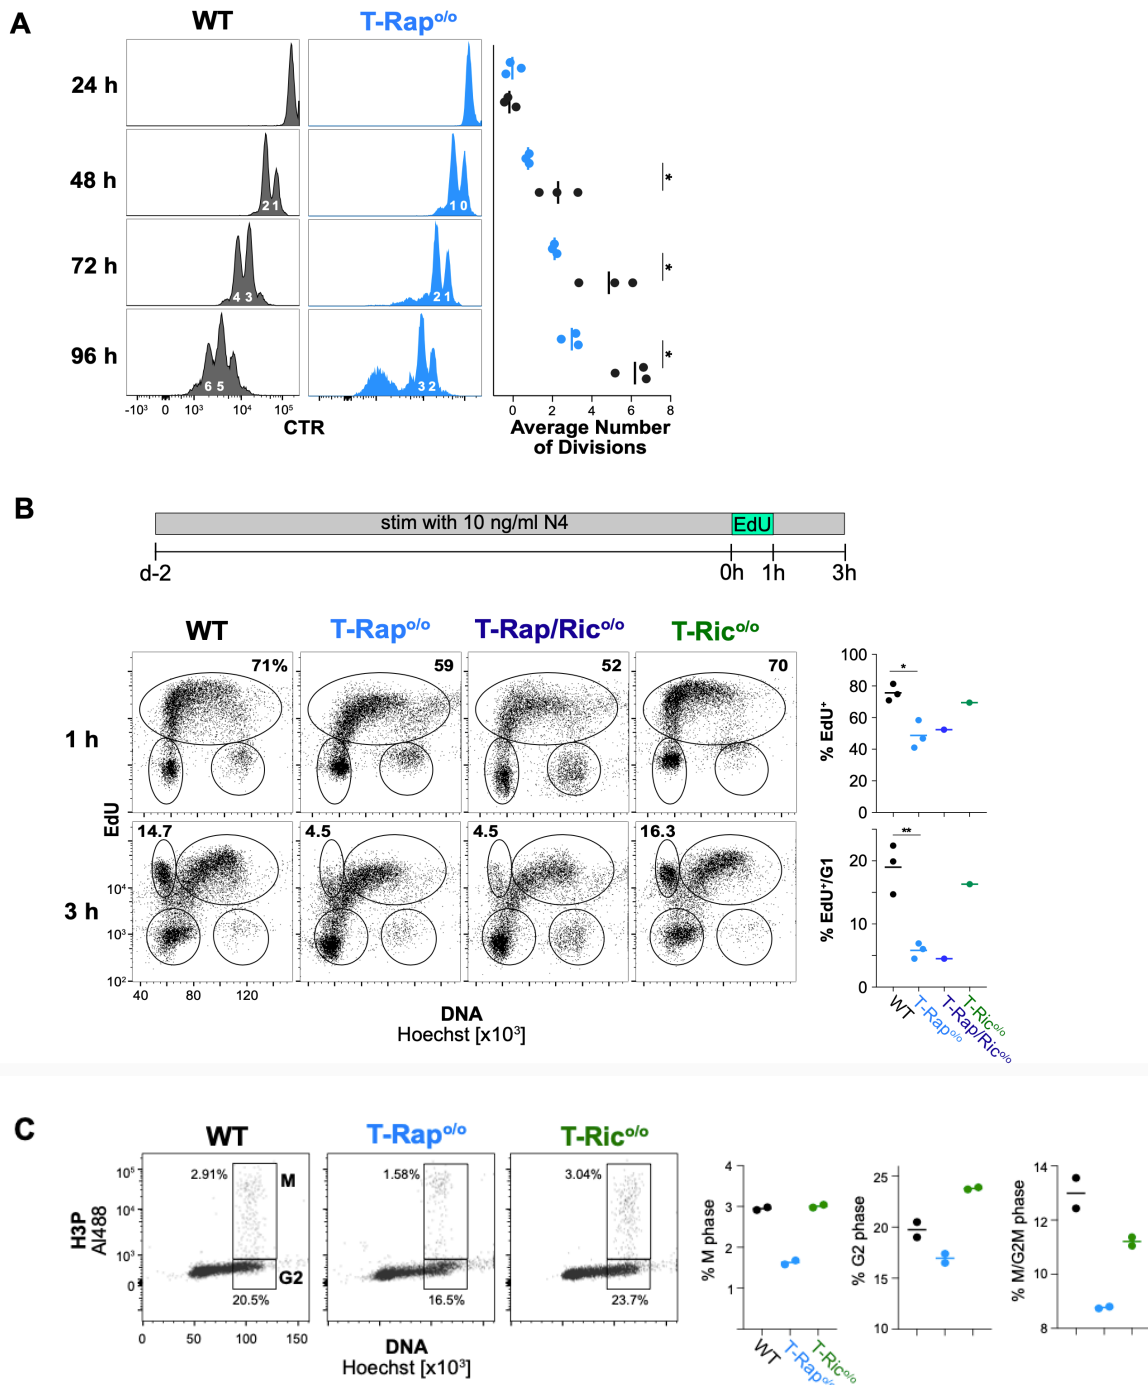 A
WT T-Rapo/o
24 h
48 h
2 1 1 0 *
72 h
4 3 2 1 *
96 h
6 5 3 2 *
-10³ 0 10³ 10⁴ 10⁵
CTR
0 2 4 6 8
Average Number
of Divisions
B
stim with 10 ng/ml N4 EdU
d-2 0h 1h 3h
WT T-Rapo/o T-Rap/Rico/o T-Rico/o
71% 59 52 70
1 h
EdU
14.7 4.5 4.5 16.3
3 h
10⁴
10³
10²
40 80 120
DNA
Hoechst [x10³]
100
80
60
40
20
0
% EdU⁺
*
20
10
0
% EdU⁺/G1
**
WT T-Rapo/o T-Rap/Rico/o T-Rico/o
C
WT T-Rapo/o T-Rico/o
2.91% M 1.58% 3.04%
10⁵
10⁴
10³
0
H3P
Al488
G2
20.5% 16.5% 23.7%
0 50 100 150
DNA
Hoechst [x10³]
4
3
2
1
% M phase
WT T-Rapo/o T-Rico/o
25
20
15
10
% G2 phase
14
12
10
8
% M/G2M phase